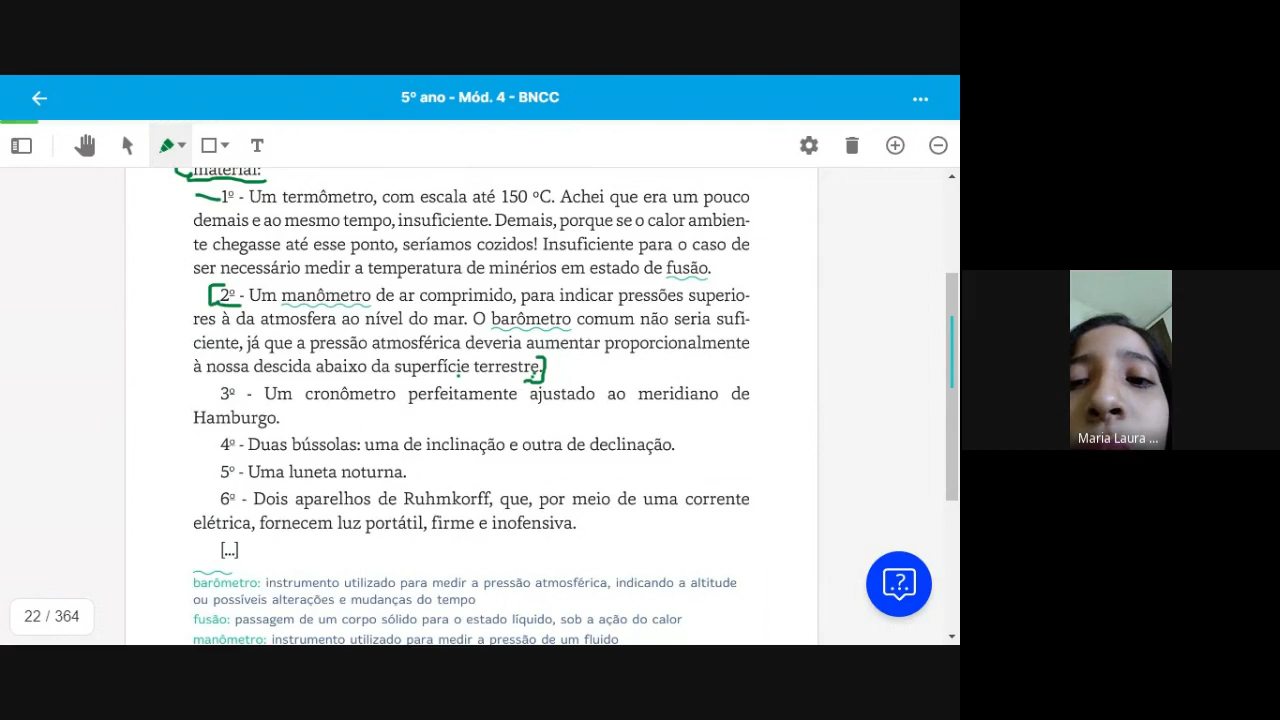 5º ano - Mód. 4 - BNCC
T
material:
1º - Um termômetro, com escala até 150 ºC. Achei que era um pouco
demais e ao mesmo tempo, insuficiente. Demais, porque se o calor ambien-
te chegasse até esse ponto, seríamos cozidos! Insuficiente para o caso de
ser necessário medir a temperatura de minérios em estado de fusão.
2º - Um manômetro de ar comprimido, para indicar pressões superio-
res à da atmosfera ao nível do mar. O barômetro comum não seria sufi-
ciente, já que a pressão atmosférica deveria aumentar proporcionalmente
à nossa descida abaixo da superfície terrestre.
3º - Um cronômetro perfeitamente ajustado ao meridiano de
Hamburgo.
4º - Duas bússolas: uma de inclinação e outra de declinação.
5º - Uma luneta noturna.
6º - Dois aparelhos de Ruhmkorff, que, por meio de uma corrente
elétrica, fornecem luz portátil, firme e inofensiva.
[...]
barômetro: instrumento utilizado para medir a pressão atmosférica, indicando a altitude
ou possíveis alterações e mudanças do tempo
fusão: passagem de um corpo sólido para o estado líquido, sob a ação do calor
manômetro: instrumento utilizado para medir a pressão de um fluido
22 / 364
Maria Laura ...